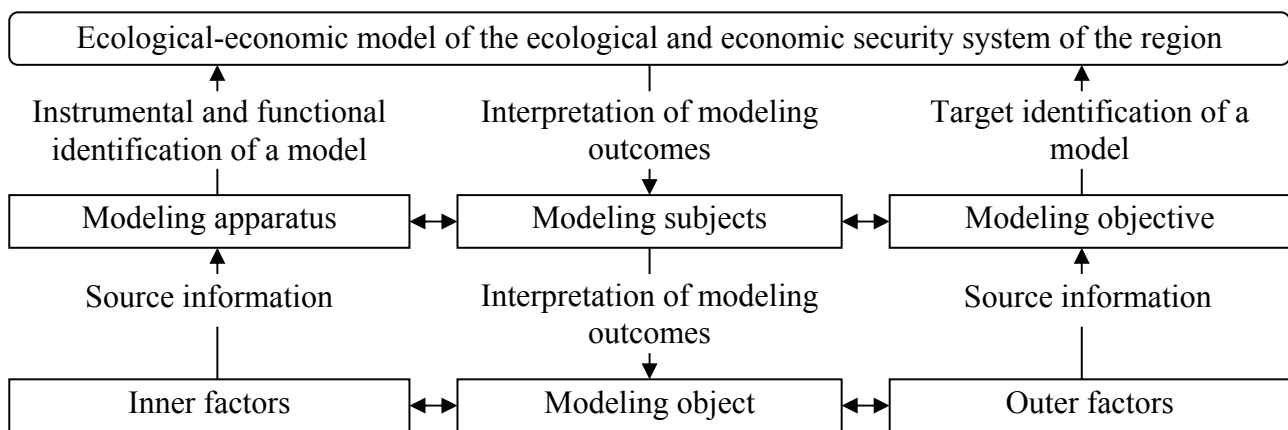 Ecological-economic model of the ecological and economic security system of the region
Instrumental and functional
identification of a model
Interpretation of modeling
outcomes
Target identification of a
model
Modeling apparatus
Modeling subjects
Modeling objective
Source information
Interpretation of modeling
outcomes
Source information
Inner factors
Modeling object
Outer factors